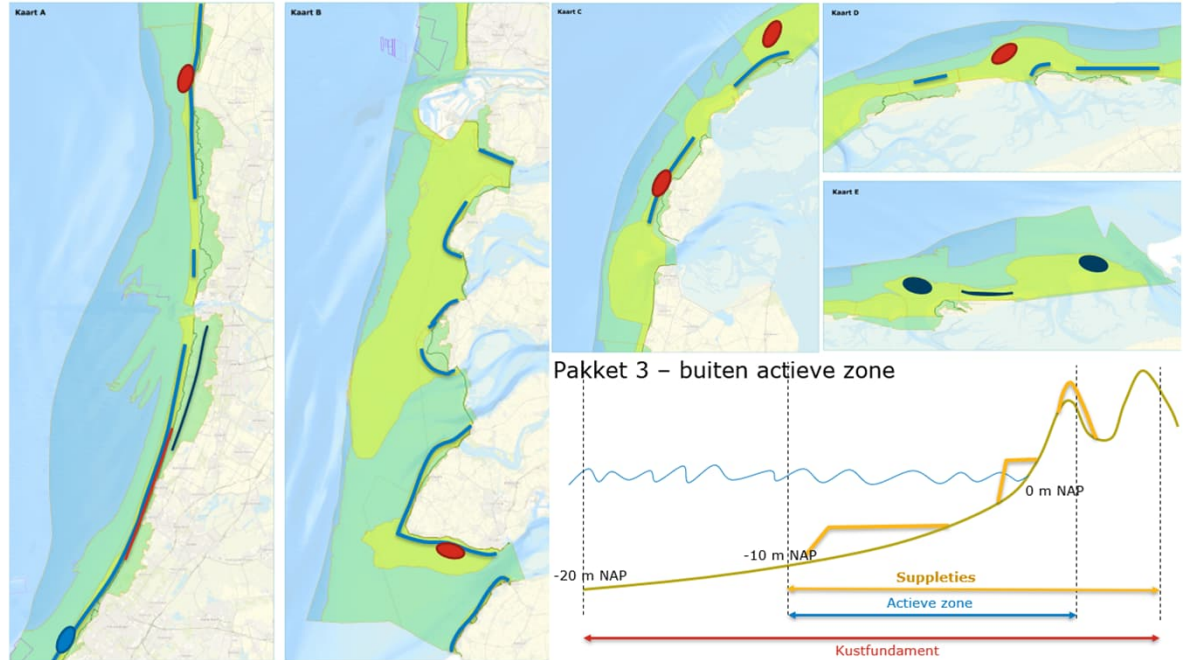 Kaart A
Kaart B
Kaart C
Kaart D
Kaart E
Pakket 3 – buiten actieve zone
0 m NAP
-10 m NAP
-20 m NAP
Suppleties
Actieve zone
Kustfundament